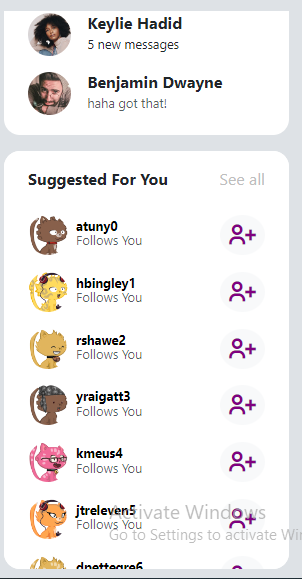 Keylie Hadid
5 new messages
Benjamin Dwayne
haha got that!
Suggested For You
See all
atuny0
Follows You
hbingley1
Follows You
rshawe2
Follows You
yraigatt3
Follows You
kmeus4
Follows You
jtreleven5
Follows You
Activate Windows
Go to Settings to activate Win
dpettegre6